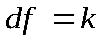 df = k